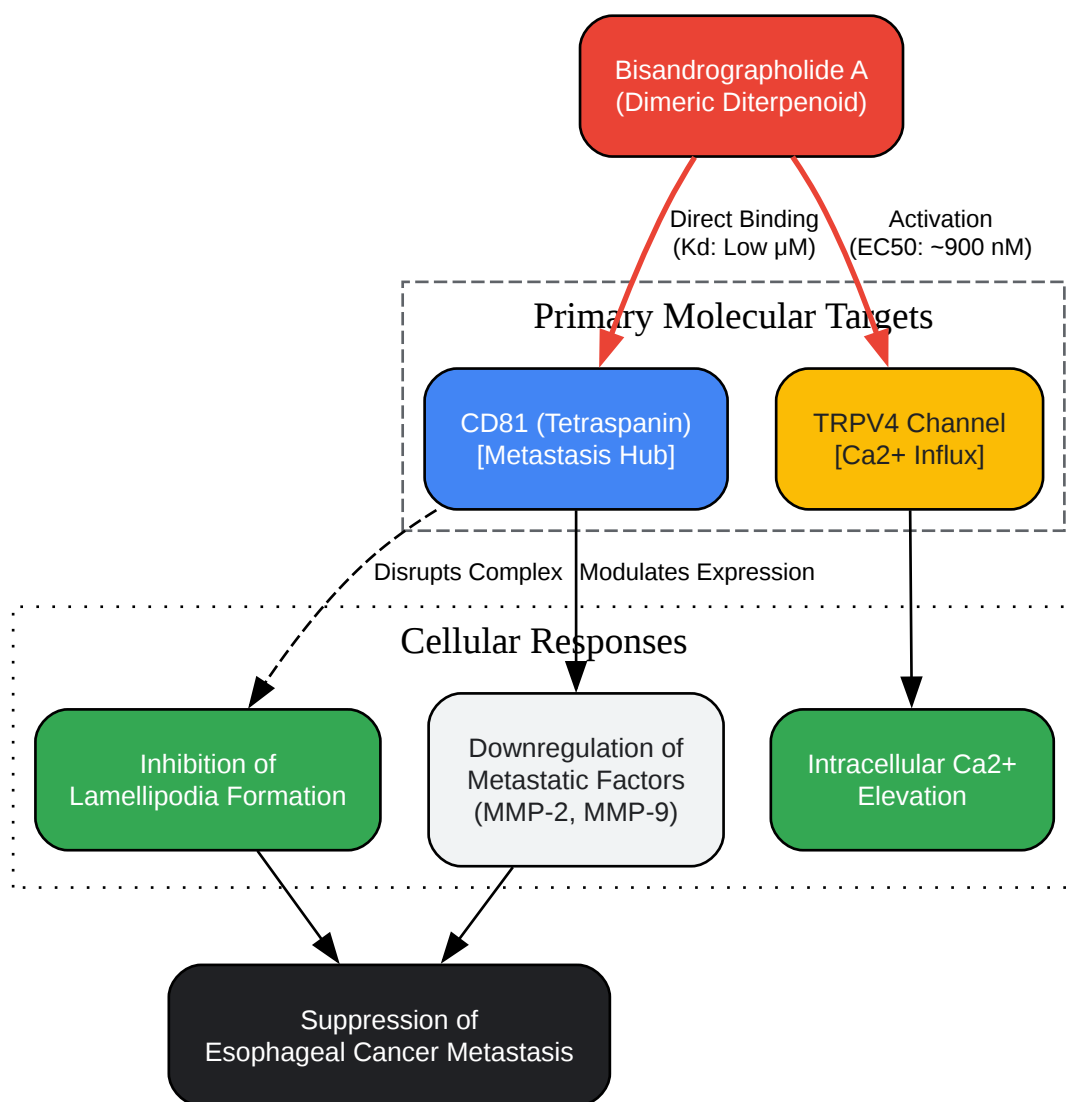 Bisandrographolide A
(Dimeric Diterpenoid)
Direct Binding
(Kd: Low μM)
Activation
(EC50: ~900 nM)
Primary Molecular Targets
CD81 (Tetraspanin)
[Metastasis Hub]
TRPV4 Channel
[Ca2+ Influx]
Disrupts Complex
Modulates Expression
Cellular Responses
Inhibition of
Lamellipodia Formation
Downregulation of
Metastatic Factors
(MMP-2, MMP-9)
Intracellular Ca2+
Elevation
Suppression of
Esophageal Cancer Metastasis